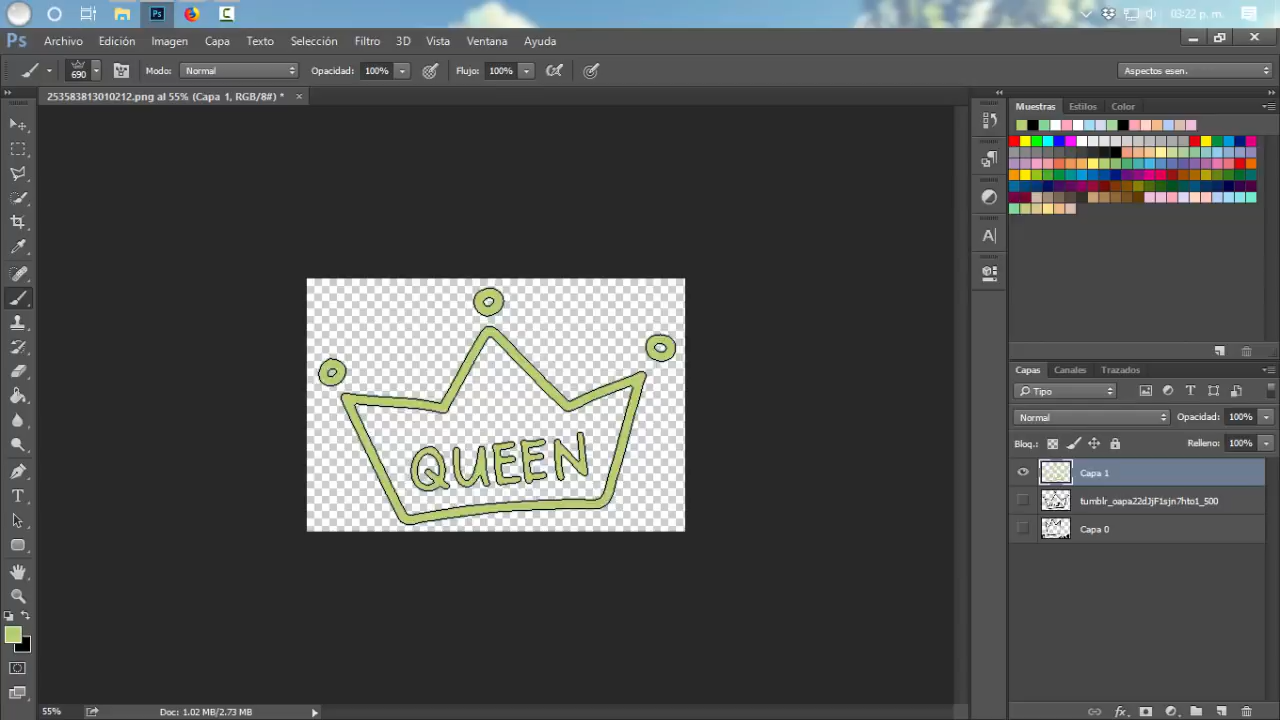 03:22 p. m.
Ps Archivo Edición Imagen Capa Texto Selección Filtro 3D Vista Ventana Ayuda
690 Modo: Normal Opacidad: 100% Flujo: 100% Aspectos esen.
253583813010212.png al 55% (Capa 1, RGB/8#) * ×
Muestras Estilos Color
QUEEN
Capas Canales Trazados
Tipo
Normal Opacidad: 100%
Bloq.: Relleno: 100%
Capa 1
tumblr_oapa22dJjF1sjn7hto1_500
Capa 0
55% Doc: 1.02 MB/2.73 MB